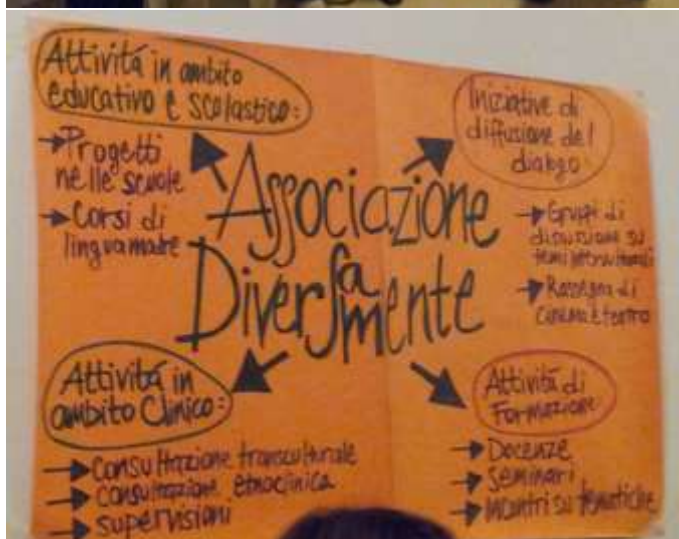 Attività in ambito
educativo e scolastico:
→Progetti
nelle scuole
→Corsi di
linguamadre
Iniziative di
diffusione del
dialogo
→Gruppi di
discussione su
temi interculturali
→Rassegna di
cinema e teatro
Associazione
Diversamente
Attività in
ambito Clinico:
→Consultazione transculturale
→consultazione etnoclinica
→supervisioni
Attività di
Formazione
→Docenze
→Seminari
→incontri su tematiche